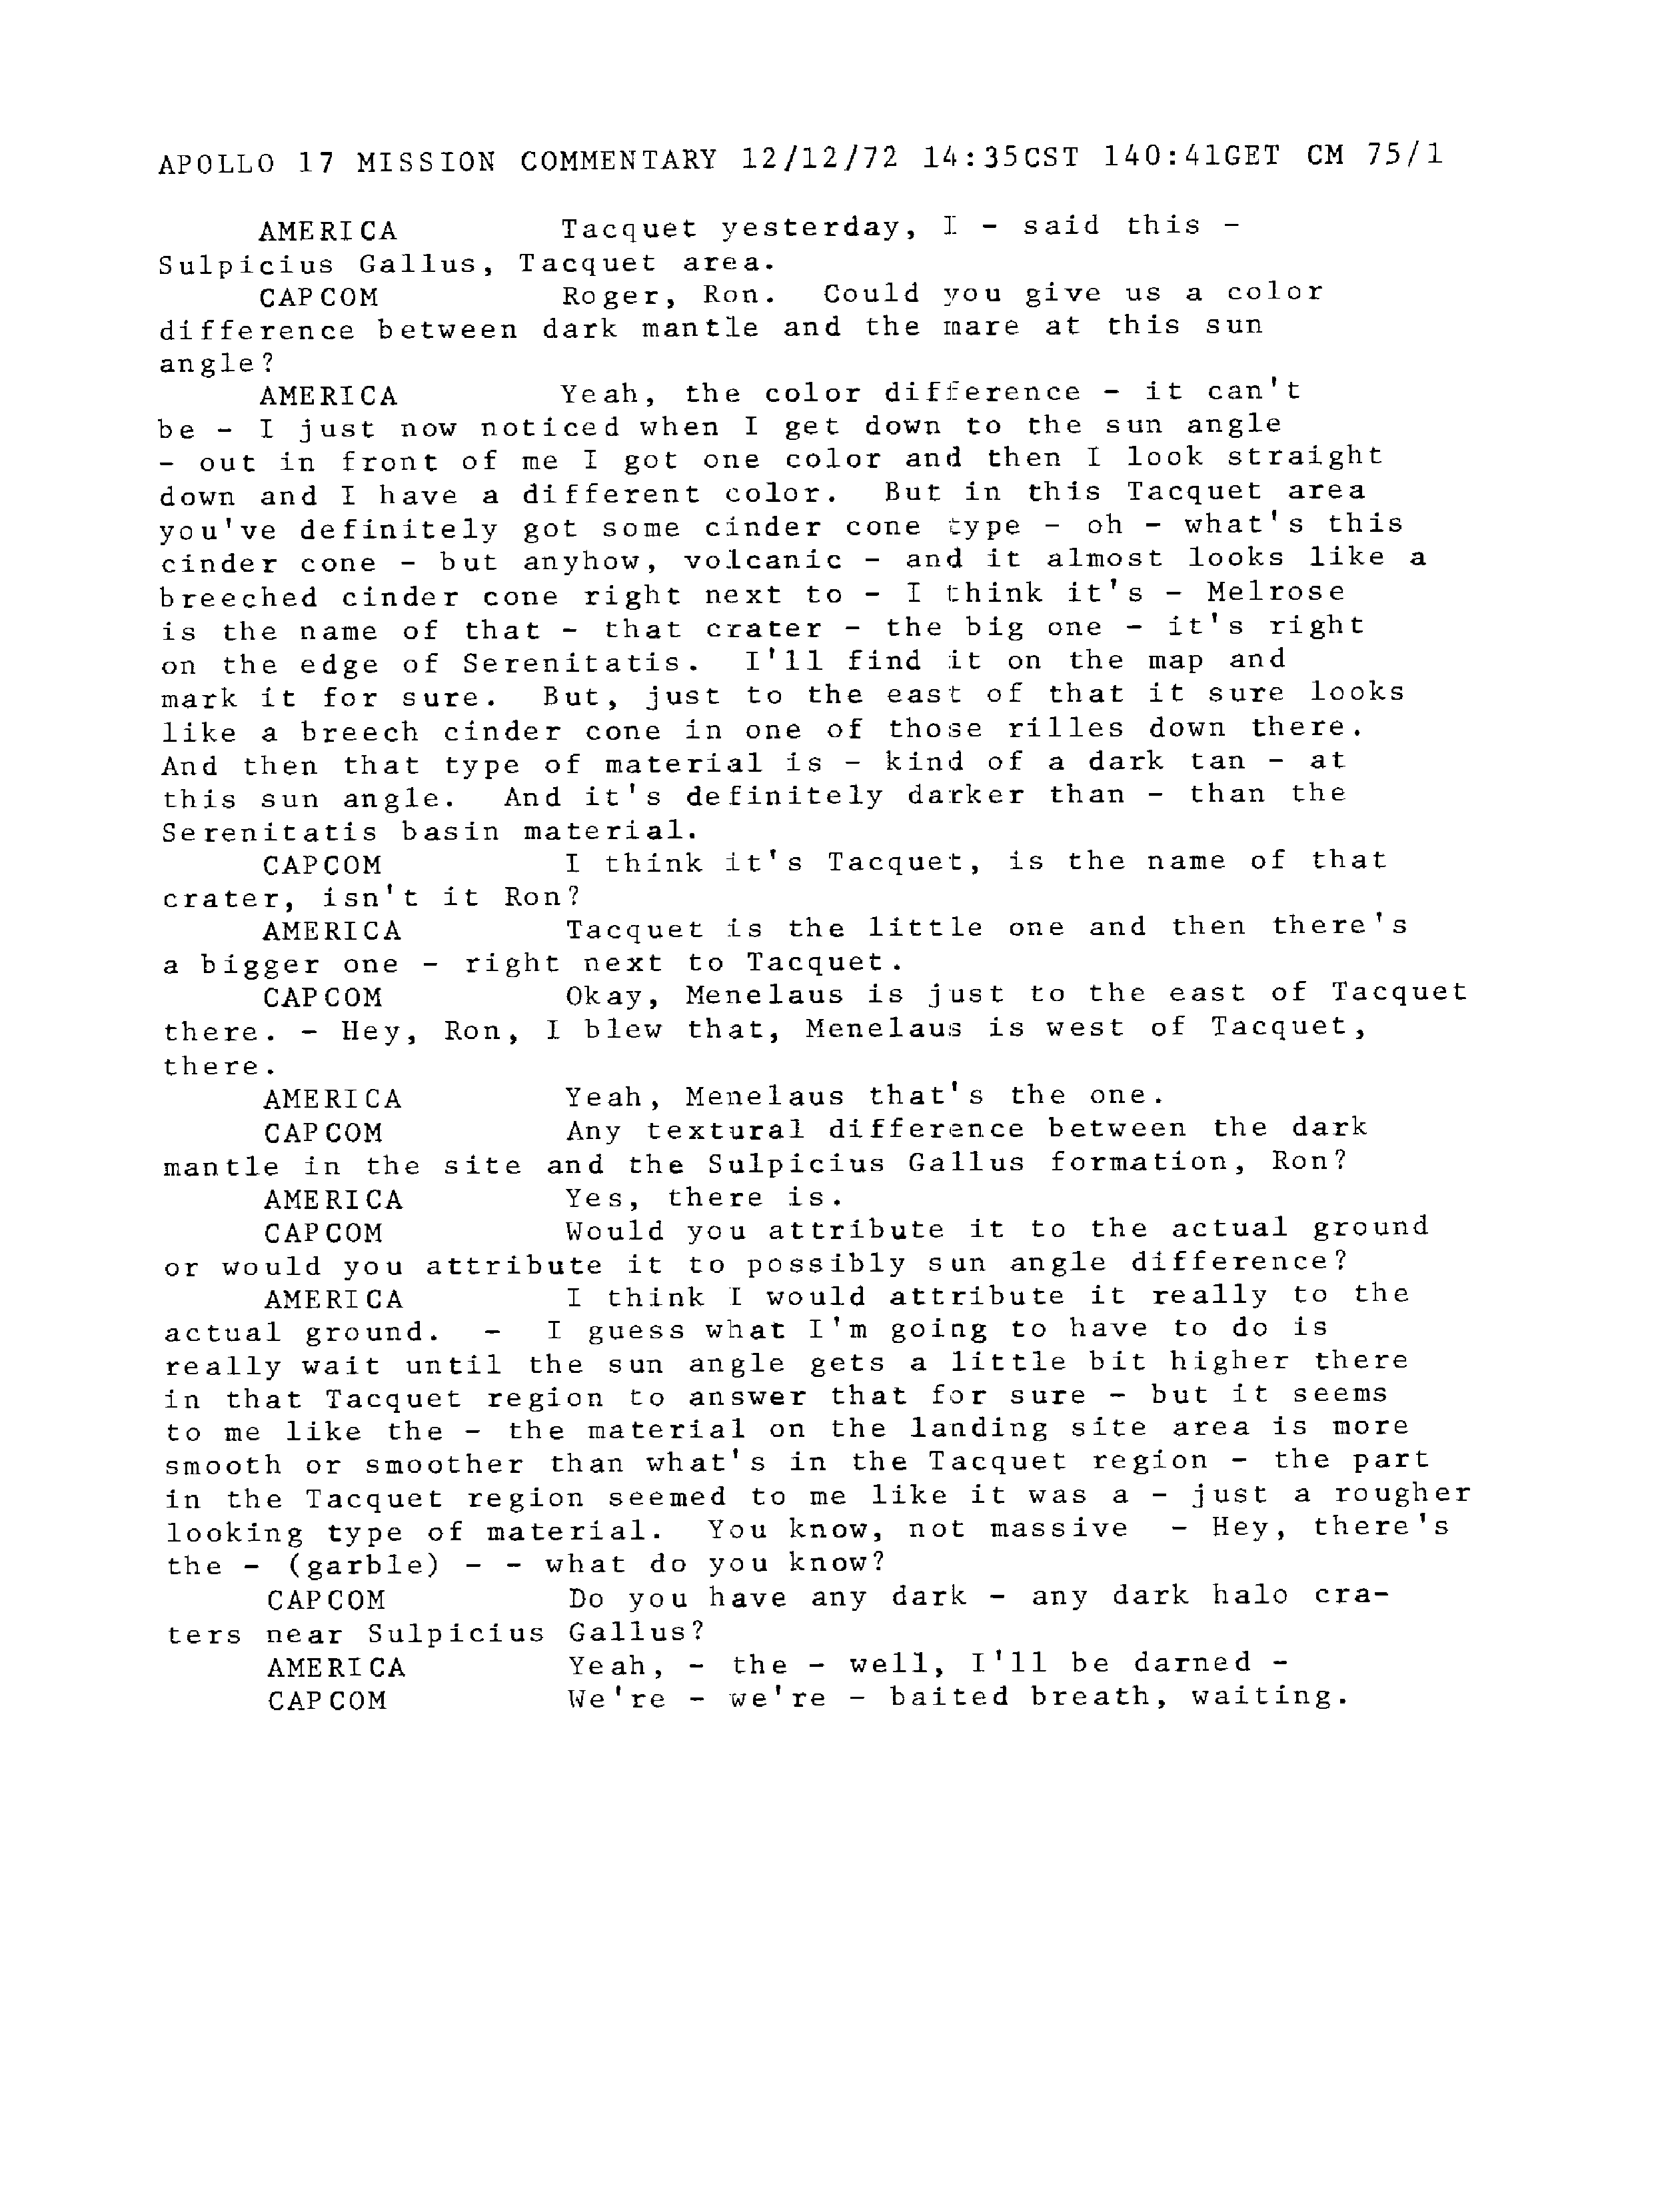 APOLLO 17 MISSION COMMENTARY 12/12/72 14:35CST 140:41GET CM 75/1
AMERICA Tacquet yesterday, I - said this -
Sulpicius Gallus, Tacquet area.
CAPCOM Roger, Ron. Could you give us a color
difference between dark mantle and the mare at this sun
angle?
AMERICA Yeah, the color difference - it can't
be - I just now noticed when I get down to the sun angle
- out in front of me I got one color and then I look straight
down and I have a different color. But in this Tacquet area
you've definitely got some cinder cone type - oh - what's this
cinder cone - but anyhow, volcanic - and it almost looks like a
breeched cinder cone right next to - I think it's - Melrose
is the name of that - that crater - the big one - it's right
on the edge of Serenitatis. I'll find it on the map and
mark it for sure. But, just to the east of that it sure looks
like a breech cinder cone in one of those rilles down there.
And then that type of material is - kind of a dark tan - at
this sun angle. And it's definitely darker than - than the
Serenitatis basin material.
CAPCOM I think it's Tacquet, is the name of that
crater, isn't it Ron?
AMERICA Tacquet is the little one and then there's
a bigger one - right next to Tacquet.
CAPCOM Okay, Menelaus is just to the east of Tacquet
there. - Hey, Ron, I blew that, Menelaus is west of Tacquet,
there.
AMERICA Yeah, Menelaus that's the one.
CAPCOM Any textural difference between the dark
mantle in the site and the Sulpicius Gallus formation, Ron?
AMERICA Yes, there is.
CAPCOM Would you attribute it to the actual ground
or would you attribute it to possibly sun angle difference?
AMERICA I think I would attribute it really to the
actual ground. - I guess what I'm going to have to do is
really wait until the sun angle gets a little bit higher there
in that Tacquet region to answer that for sure - but it seems
to me like the - the material on the landing site area is more
smooth or smoother than what's in the Tacquet region - the part
in the Tacquet region seemed to me like it was a - just a rougher
looking type of material. You know, not massive - Hey, there's
the - (garble) - - what do you know?
CAPCOM Do you have any dark - any dark halo cra-
ters near Sulpicius Gallus?
AMERICA Yeah, - the - well, I'll be darned -
CAPCOM We're - we're - baited breath, waiting.